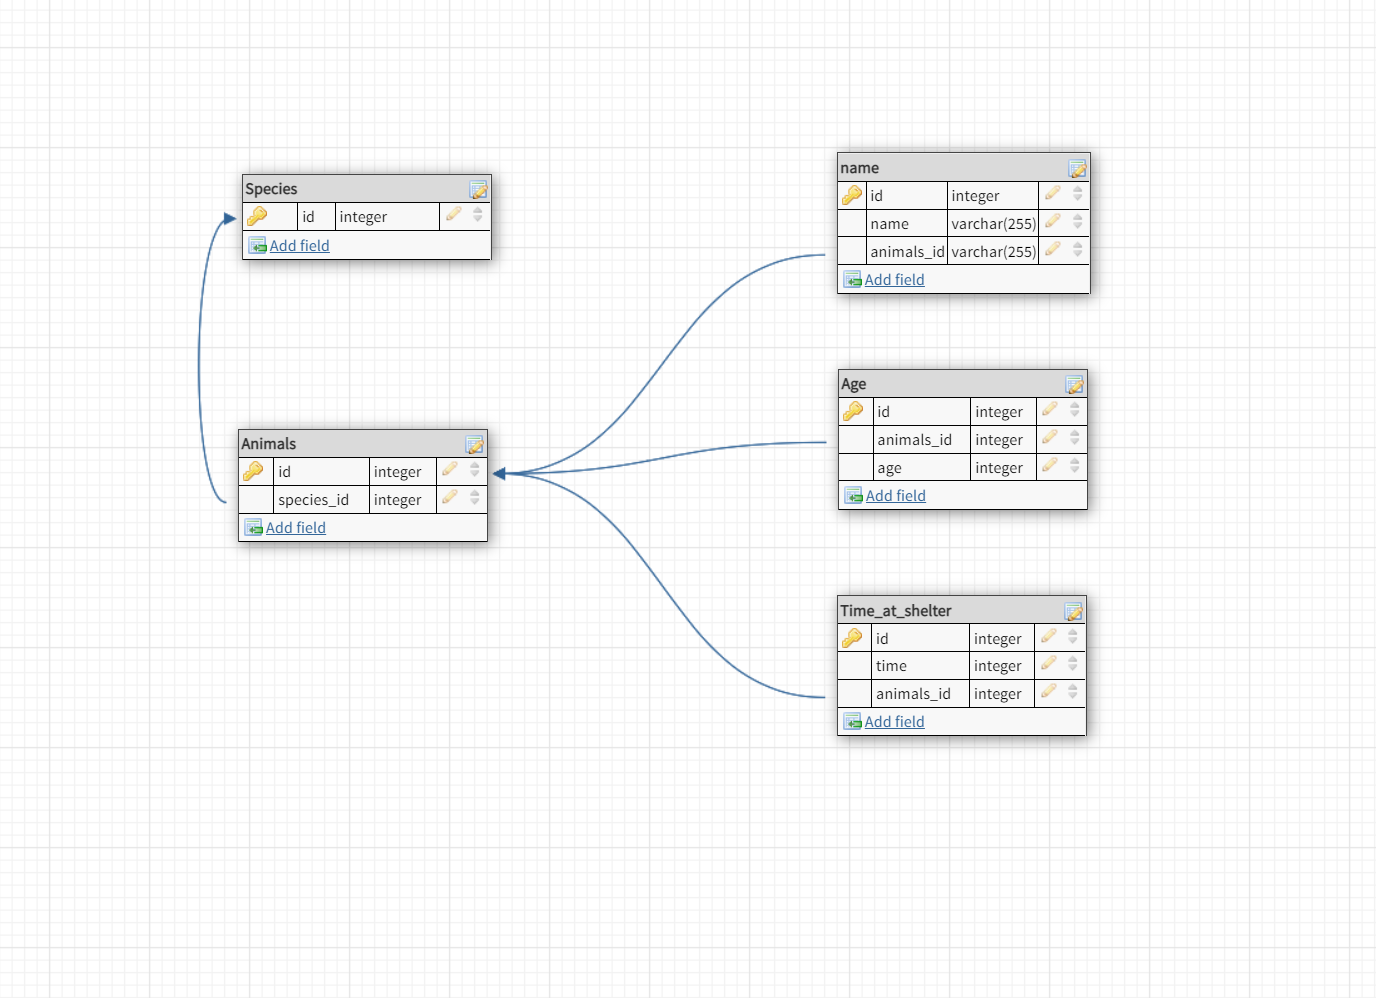 Species
id integer
Add field
Animals
id integer
species_id integer
Add field
name
id integer
name varchar(255)
animals_id varchar(255)
Add field
Age
id integer
animals_id integer
age integer
Add field
Time_at_shelter
id integer
time integer
animals_id integer
Add field